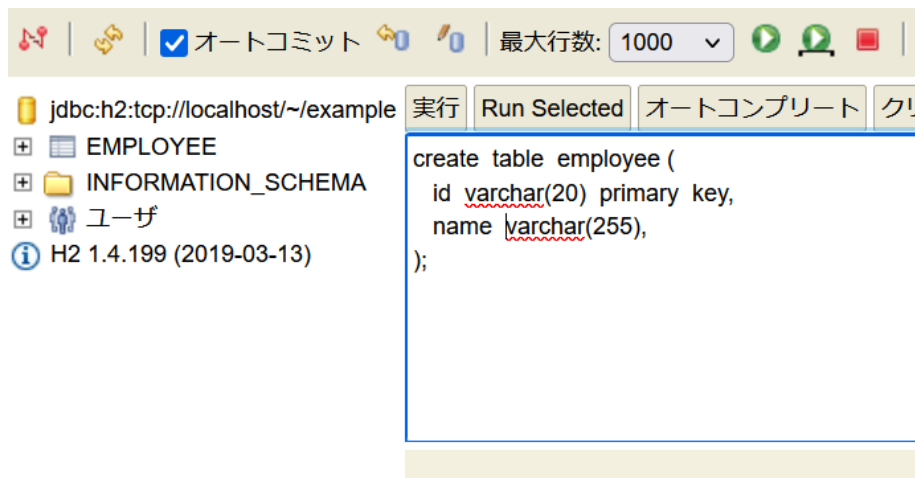 オートコミット 最大行数: 1000
jdbc:h2:tcp://localhost/~/example
EMPLOYEE
INFORMATION_SCHEMA
ユーザ
H2 1.4.199 (2019-03-13)
実行 Run Selected オートコンプリート クリ
create table employee (
id varchar(20) primary key,
name varchar(255),
);